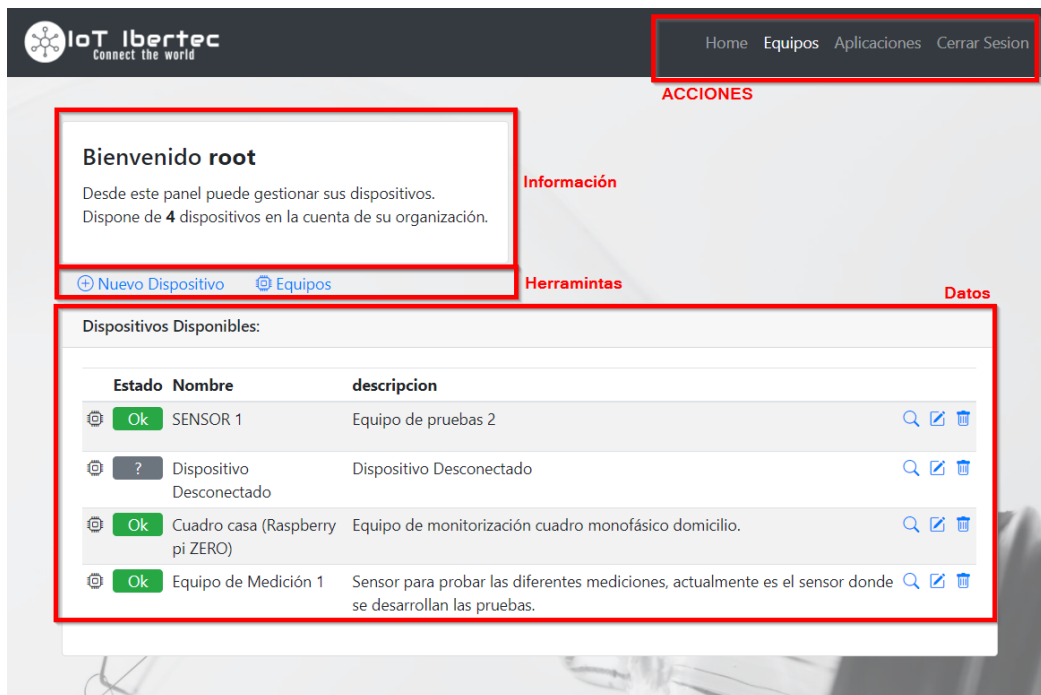 IoT Ibertec
Connect the world
Home Equipos Aplicaciones Cerrar Sesion
ACCIONES
Bienvenido root
Desde este panel puede gestionar sus dispositivos.
Dispone de 4 dispositivos en la cuenta de su organización.
Información
Nuevo Dispositivo Equipos
Herramintas
Datos
Dispositivos Disponibles:
Estado Nombre descripcion
Ok SENSOR 1 Equipo de pruebas 2
? Dispositivo Dispositivo Desconectado
Desconectado
Ok Cuadro casa (Raspberry Equipo de monitorización cuadro monofásico domicilio.
pi ZERO)
Ok Equipo de Medición 1 Sensor para probar las diferentes mediciones, actualmente es el sensor donde
se desarrollan las pruebas.